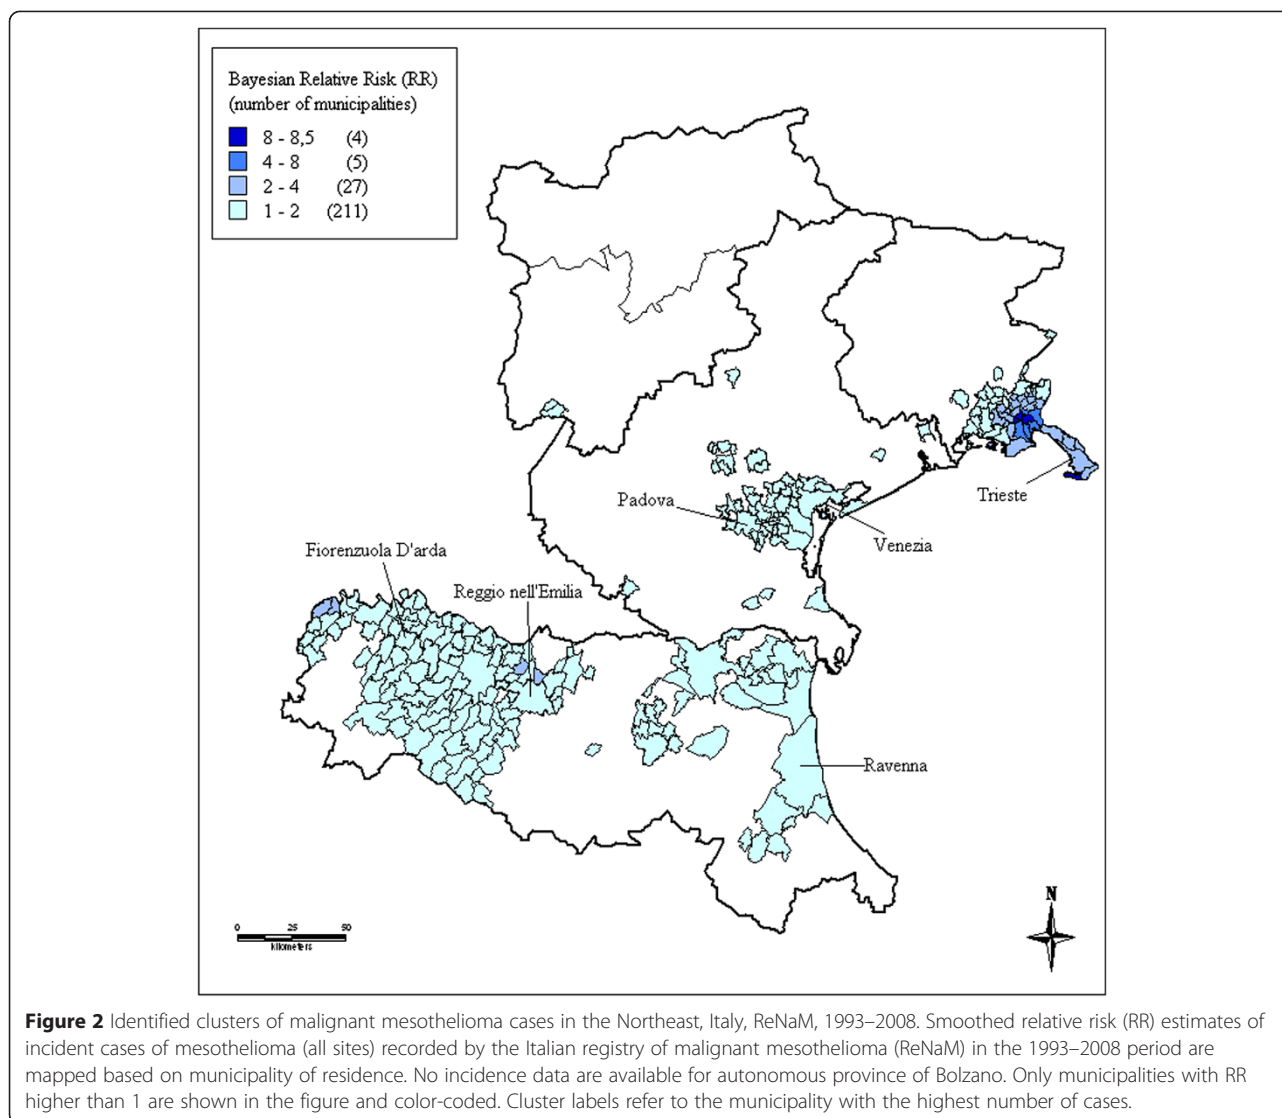 Bayesian Relative Risk (RR)
(number of municipalities)
8 - 8,5 (4)
4 - 8 (5)
2 - 4 (27)
1 - 2 (211)
Padova
Trieste
Venezia
Fiorenzuola D'arda
Reggio nell'Emilia
Ravenna
N
0 25 50
kilometers
Figure 2 Identified clusters of malignant mesothelioma cases in the Northeast, Italy, ReNaM, 1993–2008. Smoothed relative risk (RR) estimates of
incident cases of mesothelioma (all sites) recorded by the Italian registry of malignant mesothelioma (ReNaM) in the 1993–2008 period are
mapped based on municipality of residence. No incidence data are available for autonomous province of Bolzano. Only municipalities with RR
higher than 1 are shown in the figure and color-coded. Cluster labels refer to the municipality with the highest number of cases.